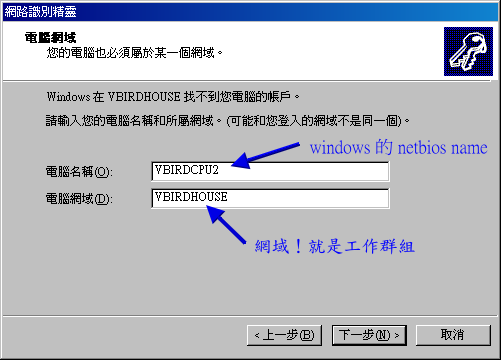 網路識別精靈
電腦網域
您的電腦也必須屬於某一個網域。
Windows 在 VBIRDHOUSE 找不到您電腦的帳戶。
請輸入您的電腦名稱和所屬網域。(可能和您登入的網域不是同一個)。
windows 的 netbios name
電腦名稱(O):
VBIRDCPU2
電腦網域(D):
VBIRDHOUSE
網域！就是工作群組
< 上一步(B)
下一步(N) >
取消